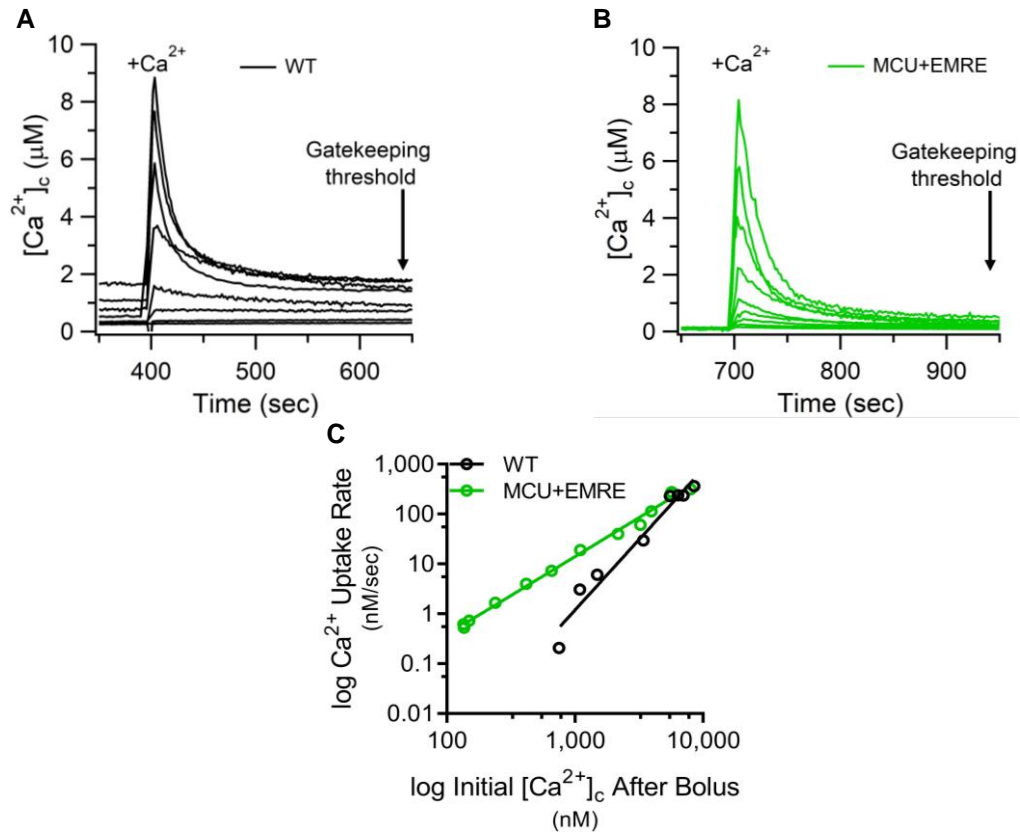 A
10
8
6
4
2
0
[Ca²⁺]c (μM)
+Ca²⁺
WT
Gatekeeping
threshold
400
500
600
Time (sec)
B
10
8
6
4
2
0
[Ca²⁺]c (μM)
+Ca²⁺
MCU+EMRE
Gatekeeping
threshold
700
800
900
Time (sec)
C
WT
MCU+EMRE
1,000
100
10
1
0.1
0.01
log Ca²⁺ Uptake Rate
(nM/sec)
100
1,000
10,000
log Initial [Ca²⁺]c After Bolus
(nM)